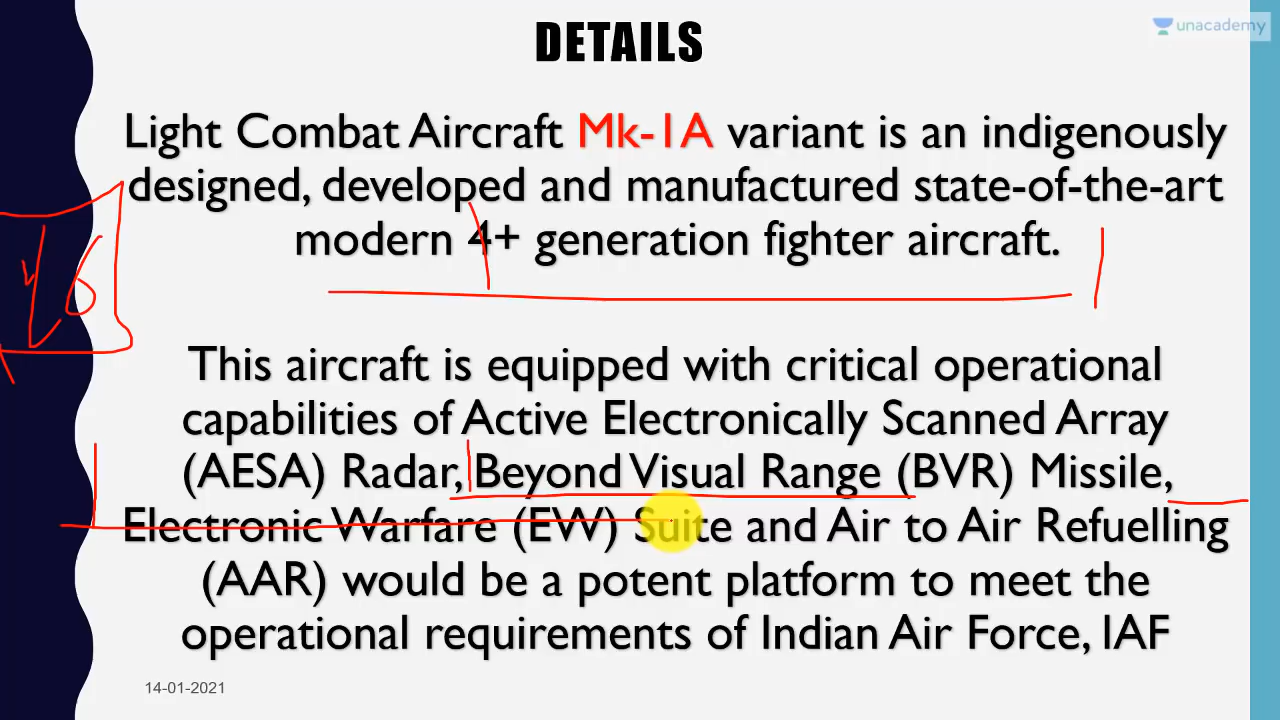 DETAILS
unacademy
Light Combat Aircraft Mk-1A variant is an indigenously
designed, developed and manufactured state-of-the-art
modern 4+ generation fighter aircraft.
This aircraft is equipped with critical operational
capabilities of Active Electronically Scanned Array
(AESA) Radar, Beyond Visual Range (BVR) Missile,
Electronic Warfare (EW) Suite and Air to Air Refuelling
(AAR) would be a potent platform to meet the
operational requirements of Indian Air Force, IAF
14-01-2021